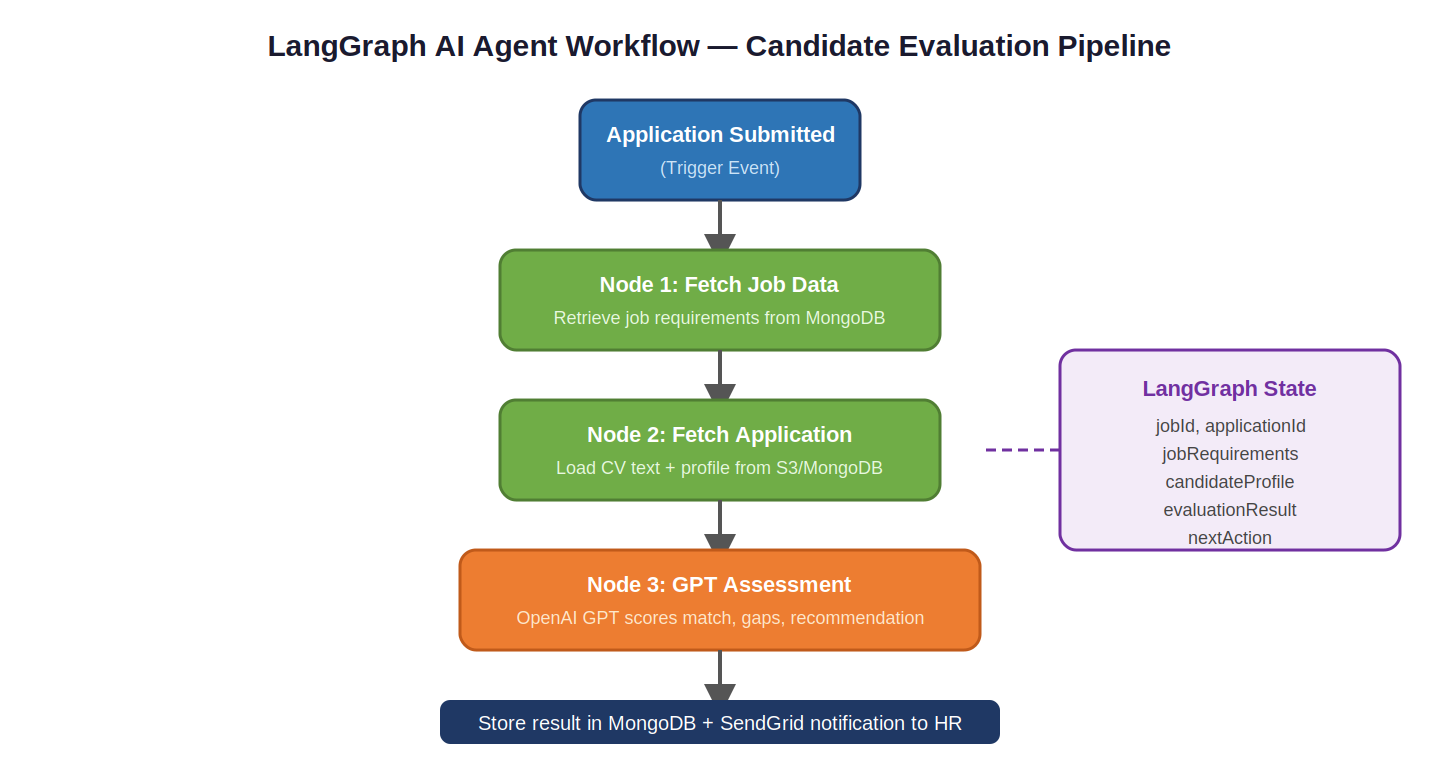 LangGraph AI Agent Workflow — Candidate Evaluation Pipeline
Application Submitted
(Trigger Event)
Node 1: Fetch Job Data
Retrieve job requirements from MongoDB
Node 2: Fetch Application
Load CV text + profile from S3/MongoDB
LangGraph State
jobId, applicationId
jobRequirements
candidateProfile
evaluationResult
nextAction
Node 3: GPT Assessment
OpenAI GPT scores match, gaps, recommendation
Store result in MongoDB + SendGrid notification to HR